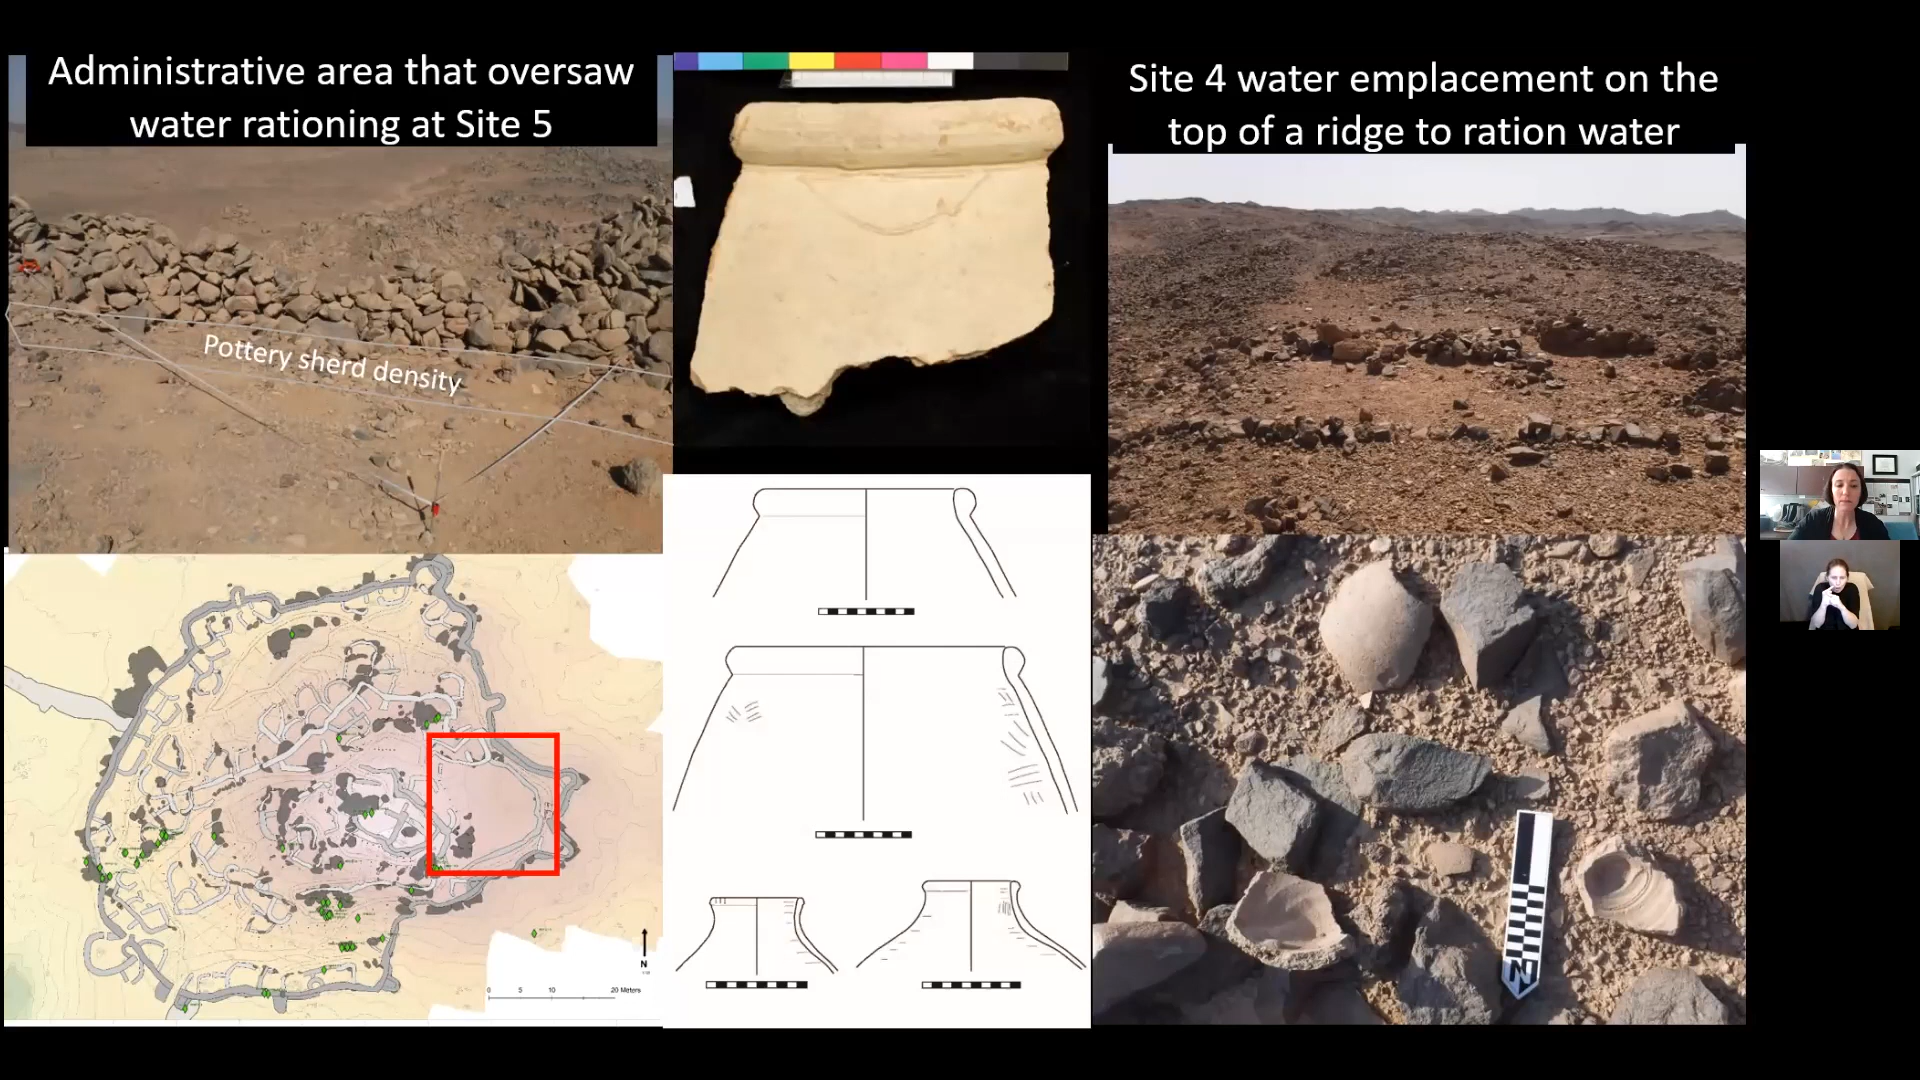 Administrative area that oversaw
water rationing at Site 5
Pottery sherd density
Site 4 water emplacement on the
top of a ridge to ration water
N
0 5 10 20 Meters
N